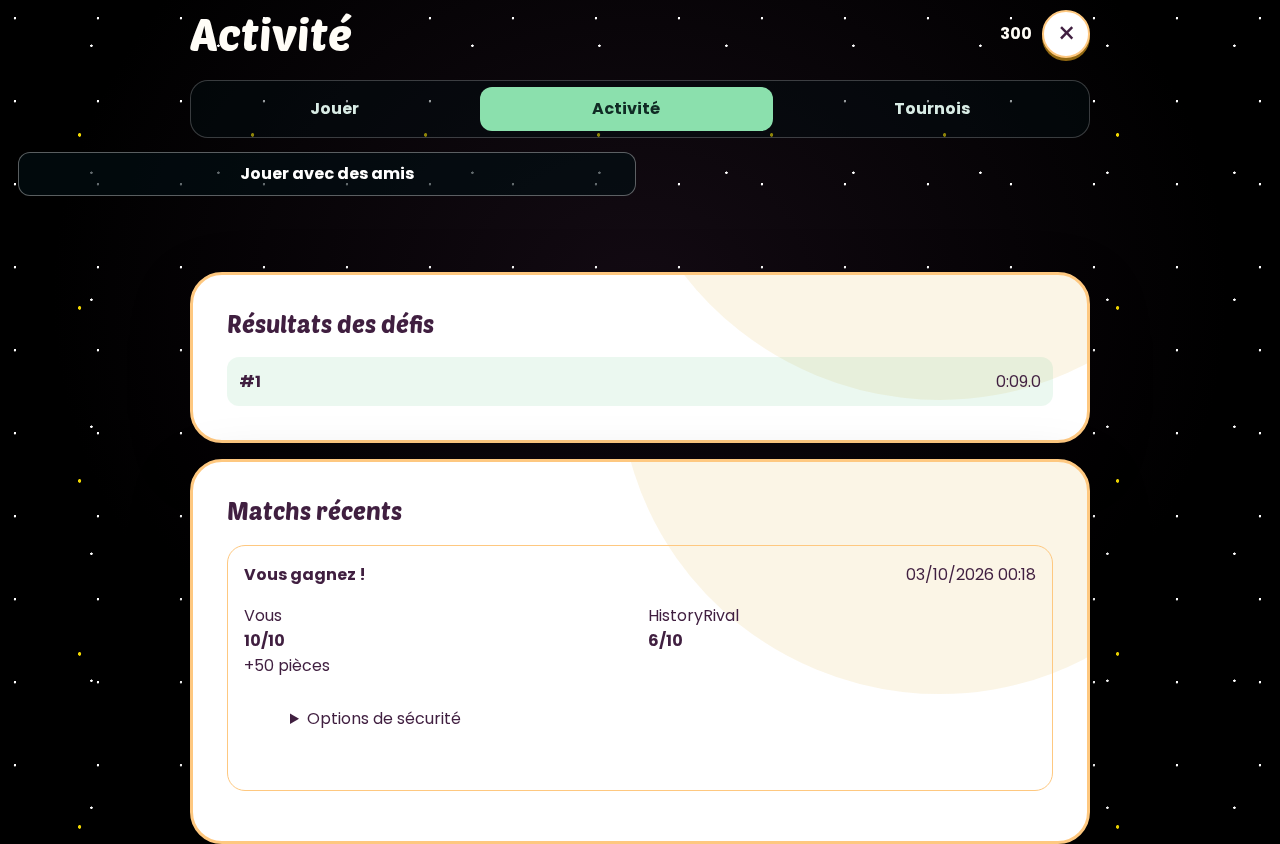 Activité
300 ×
Jouer Activité Tournois
Jouer avec des amis
Résultats des défis
#1 0:09.0
Matchs récents
Vous gagnez ! 03/10/2026 00:18
Vous HistoryRival
10/10 6/10
+50 pièces
Options de sécurité